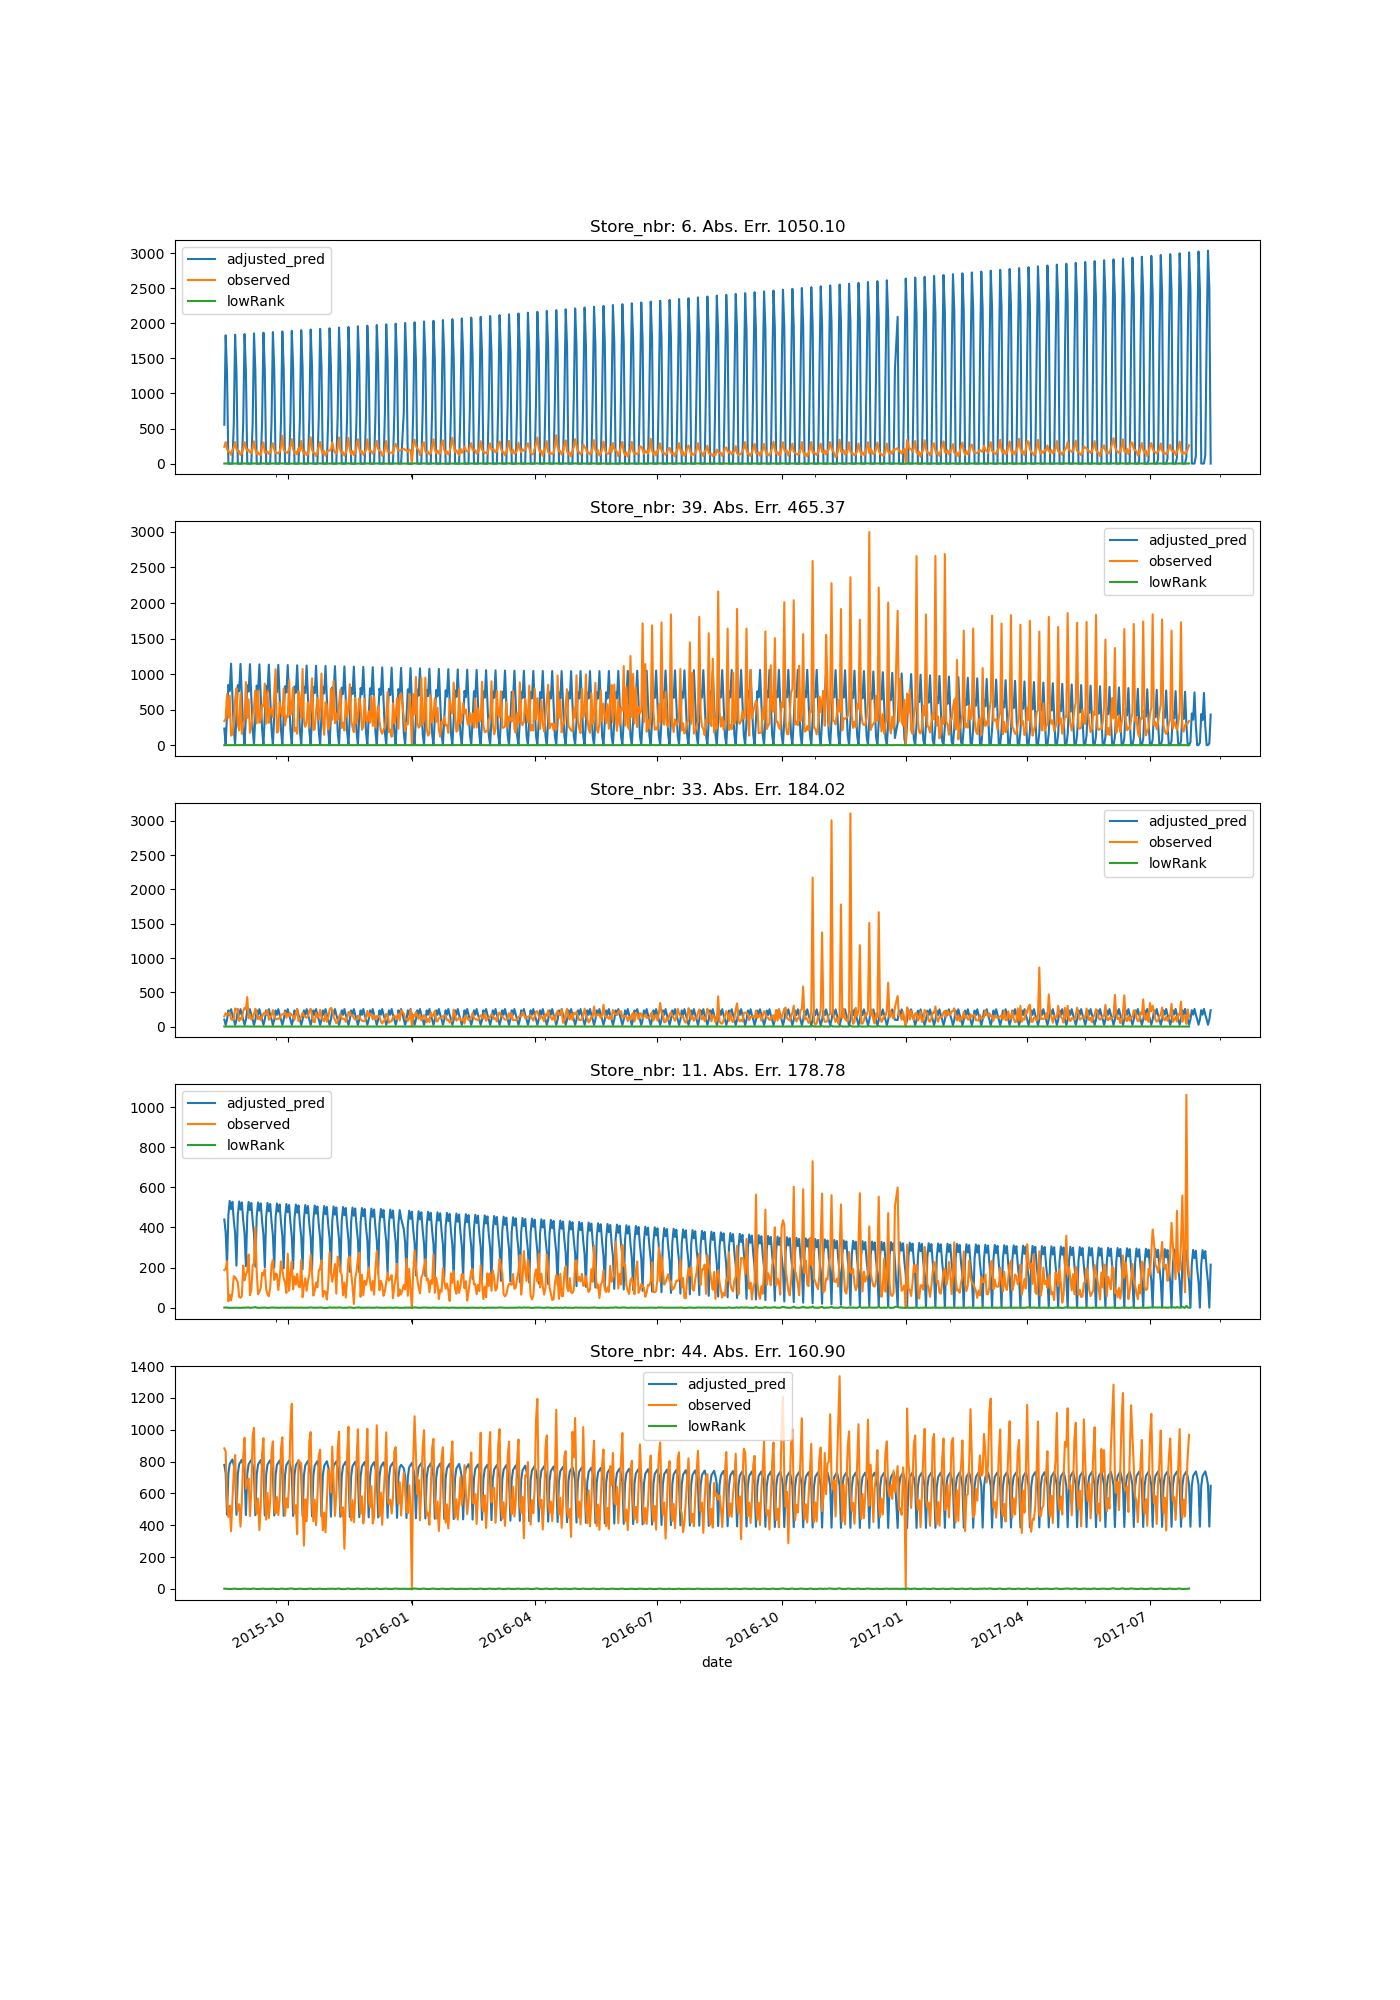 Store_nbr: 6. Abs. Err. 1050.10
adjusted_pred
observed
lowRank
3000
2500
2000
1500
1000
500
0
Store_nbr: 39. Abs. Err. 465.37
adjusted_pred
observed
lowRank
3000
2500
2000
1500
1000
500
0
Store_nbr: 33. Abs. Err. 184.02
adjusted_pred
observed
lowRank
3000
2500
2000
1500
1000
500
0
Store_nbr: 11. Abs. Err. 178.78
adjusted_pred
observed
lowRank
1000
800
600
400
200
0
Store_nbr: 44. Abs. Err. 160.90
adjusted_pred
observed
lowRank
1400
1200
1000
800
600
400
200
0
2015-10 2016-01 2016-04 2016-07 2016-10 2017-01 2017-04 2017-07
date